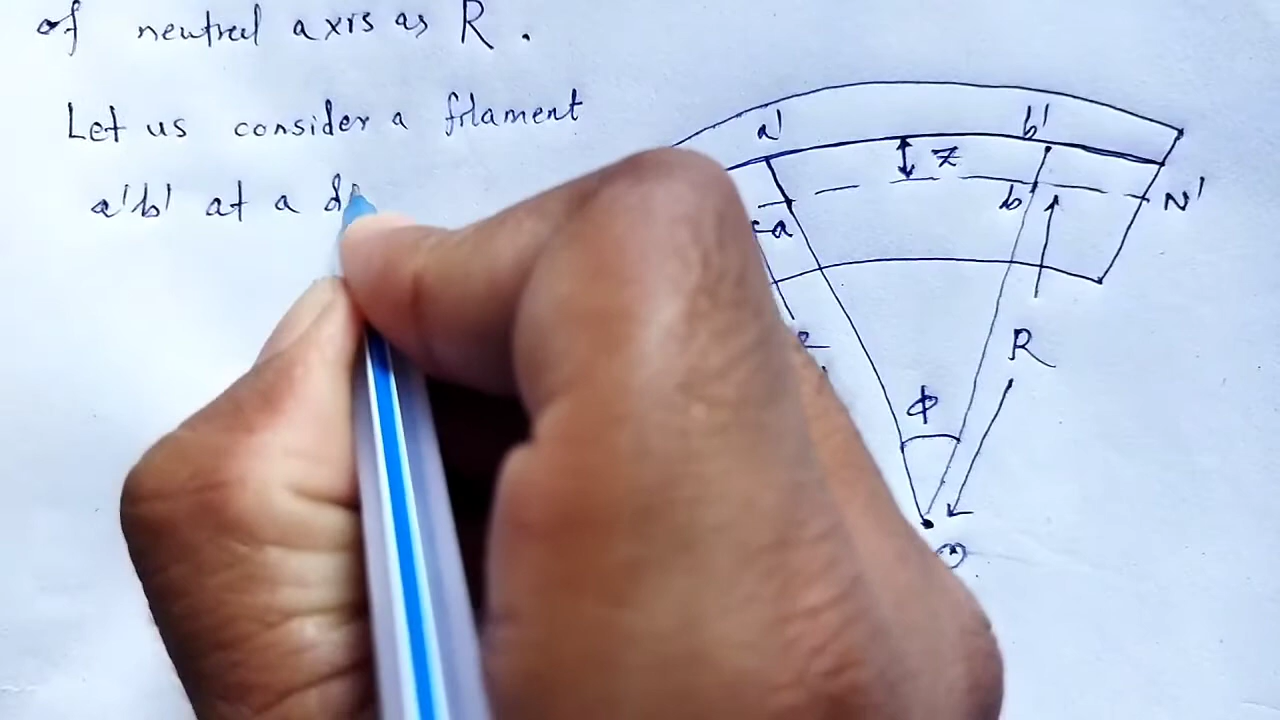 of neutral axis as R.
Let us consider a filament
a'b' at a
a'
b'
z
a
b
N'
R
ϕ
O